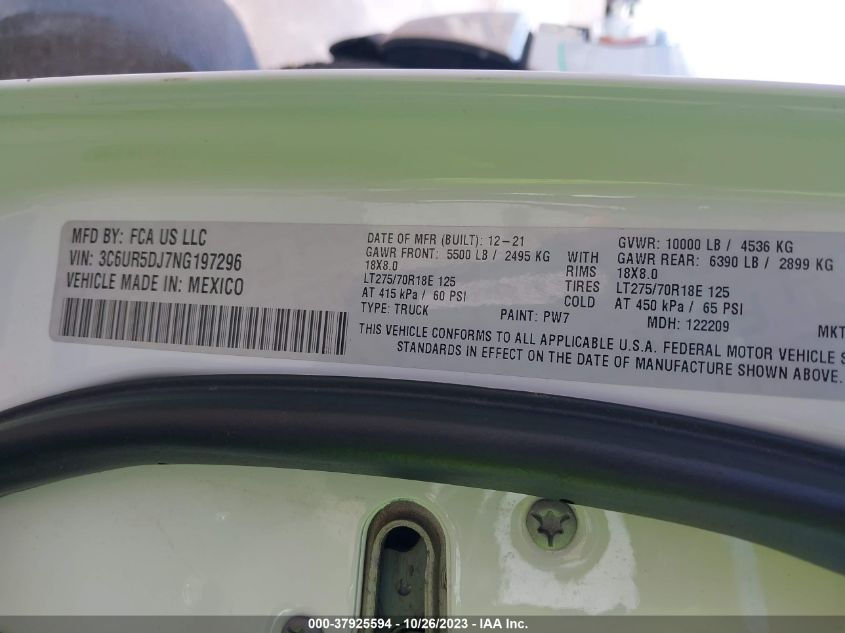 MFD BY: FCA US LLC
VIN: 3C6UR5DJ7NG197296
VEHICLE MADE IN: MEXICO
DATE OF MFR (BUILT): 12-21
GAWR FRONT: 5500 LB / 2495 KG
18X8.0
LT275/70R18E 125
AT 415 kPa / 60 PSI
TYPE: TRUCK
PAINT: PW7
WITH
RIMS
TIRES
COLD
GVWR: 10000 LB / 4536 KG
GAWR REAR: 6390 LB / 2899 KG
18X8.0
LT275/70R18E 125
AT 450 kPa / 65 PSI
MDH: 122209
MKT
THIS VEHICLE CONFORMS TO ALL APPLICABLE U.S.A. FEDERAL MOTOR VEHICLE S
STANDARDS IN EFFECT ON THE DATE OF MANUFACTURE SHOWN ABOVE.
000-37925594 - 10/26/2023 - IAA Inc.